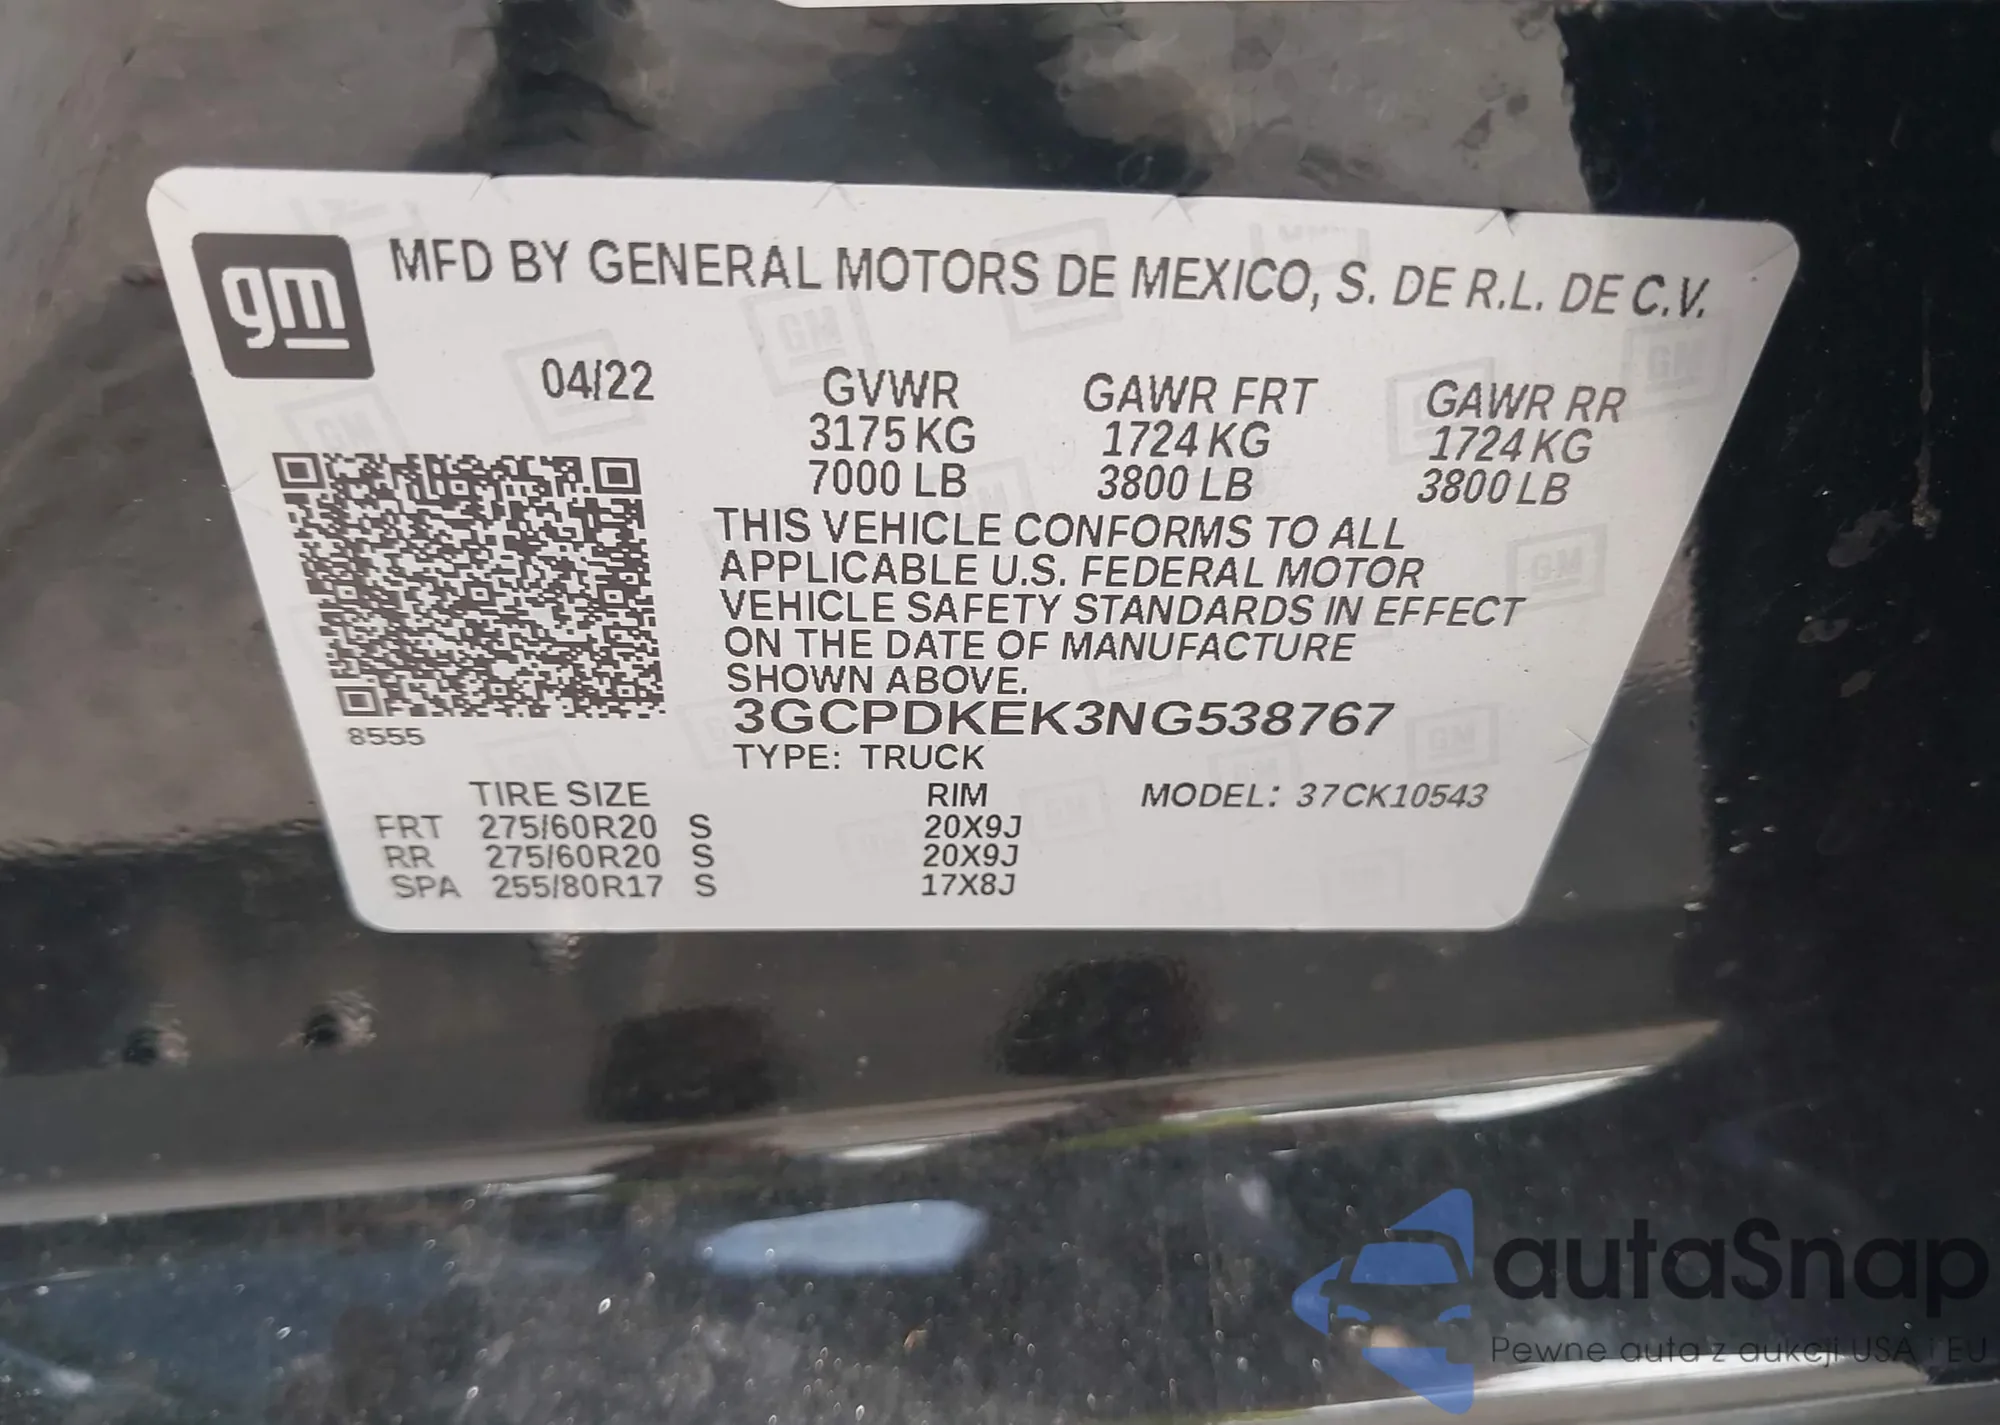 gm
MFD BY GENERAL MOTORS DE MEXICO, S. DE R.L. DE C.V.
04/22 GVWR GAWR FRT GAWR RR
3175 KG 1724 KG 1724 KG
7000 LB 3800 LB 3800 LB
THIS VEHICLE CONFORMS TO ALL
APPLICABLE U.S. FEDERAL MOTOR
VEHICLE SAFETY STANDARDS IN EFFECT
ON THE DATE OF MANUFACTURE
SHOWN ABOVE.
3GCPDKEK3NG538767
8555
TYPE: TRUCK
TIRE SIZE RIM MODEL: 37CK10543
FRT 275/60R20 S 20X9J
RR 275/60R20 S 20X9J
SPA 255/80R17 S 17X8J
autaSnap
Pewne auta z aukcji USA i EU